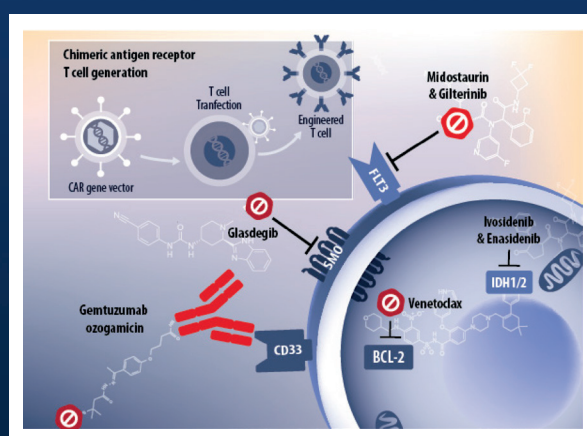 Chimeric antigen receptor
T cell generation
T cell
Tranfection
Engineered
T cell
CAR gene vector
Midostaurin
& Gilterinib
FLT3
Glasdegib
SMO
Ivosidenib
& Enasidenib
IDH1/2
Gemtuzumab
ozogamicin
Venetoclax
CD33
BCL-2